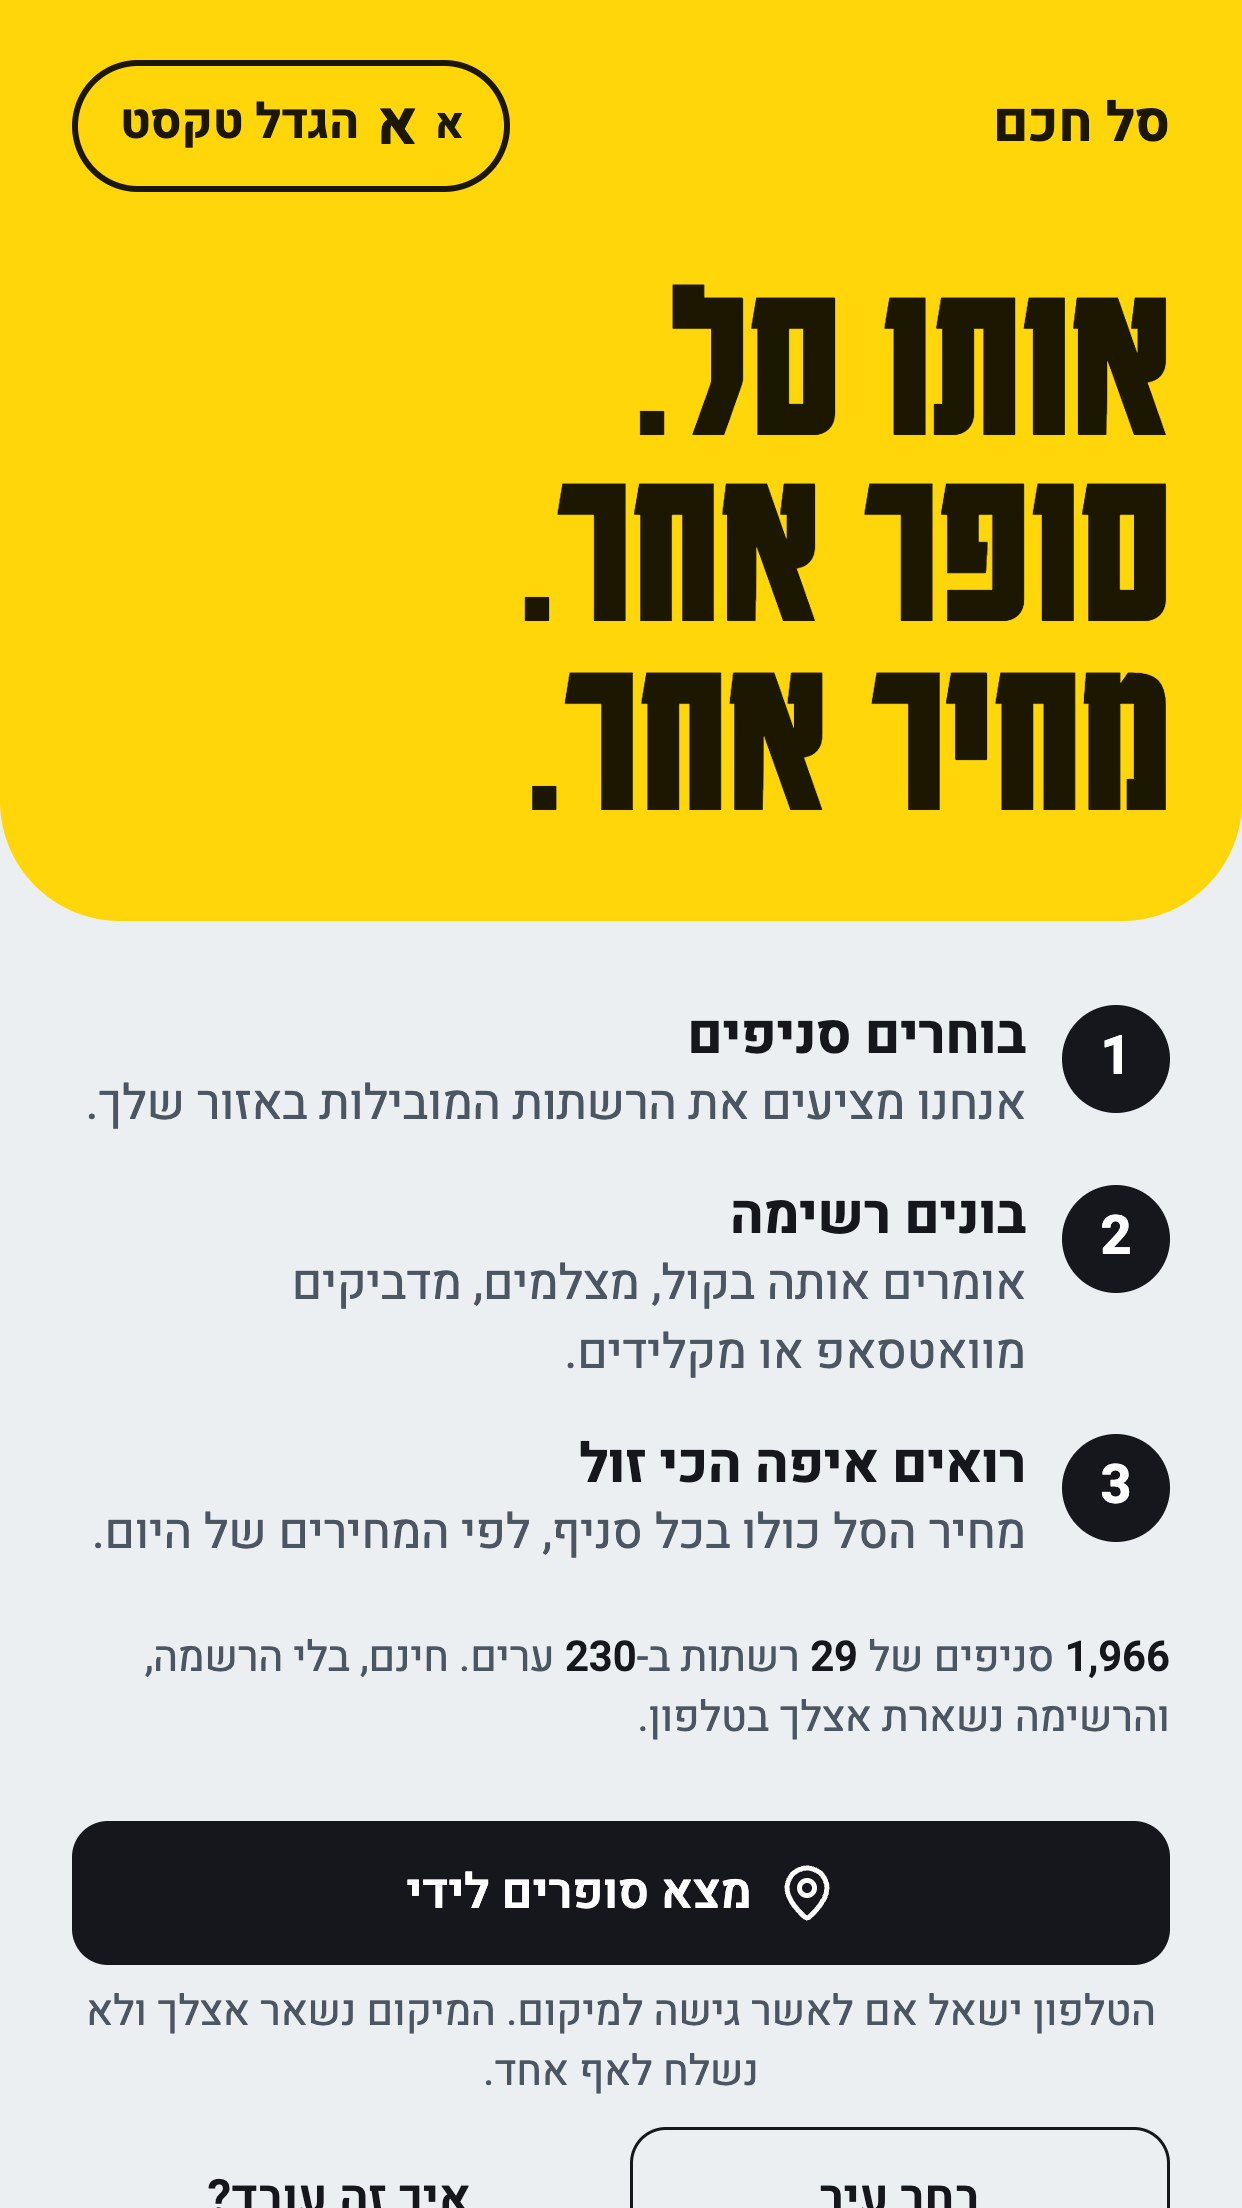 סל חכם
א א הגדל טקסט
אותו סל.
סופר אחר.
מחיר אחר.
1
בוחרים סניפים
אנחנו מציעים את הרשתות המובילות באזור שלך.
2
בונים רשימה
אומרים אותה בקול, מצלמים, מדביקים
מוואטסאפ או מקלידים.
3
רואים איפה הכי זול
מחיר הסל כולו בכל סניף, לפי המחירים של היום.
1,966 סניפים של 29 רשתות ב-230 ערים. חינם, בלי הרשמה,
והרשימה נשארת אצלך בטלפון.
מצא סופרים לידי
הטלפון ישאל אם לאשר גישה למיקום. המיקום נשאר אצלך ולא
נשלח לאף אחד.
בחר עיר
איך זה עובד?